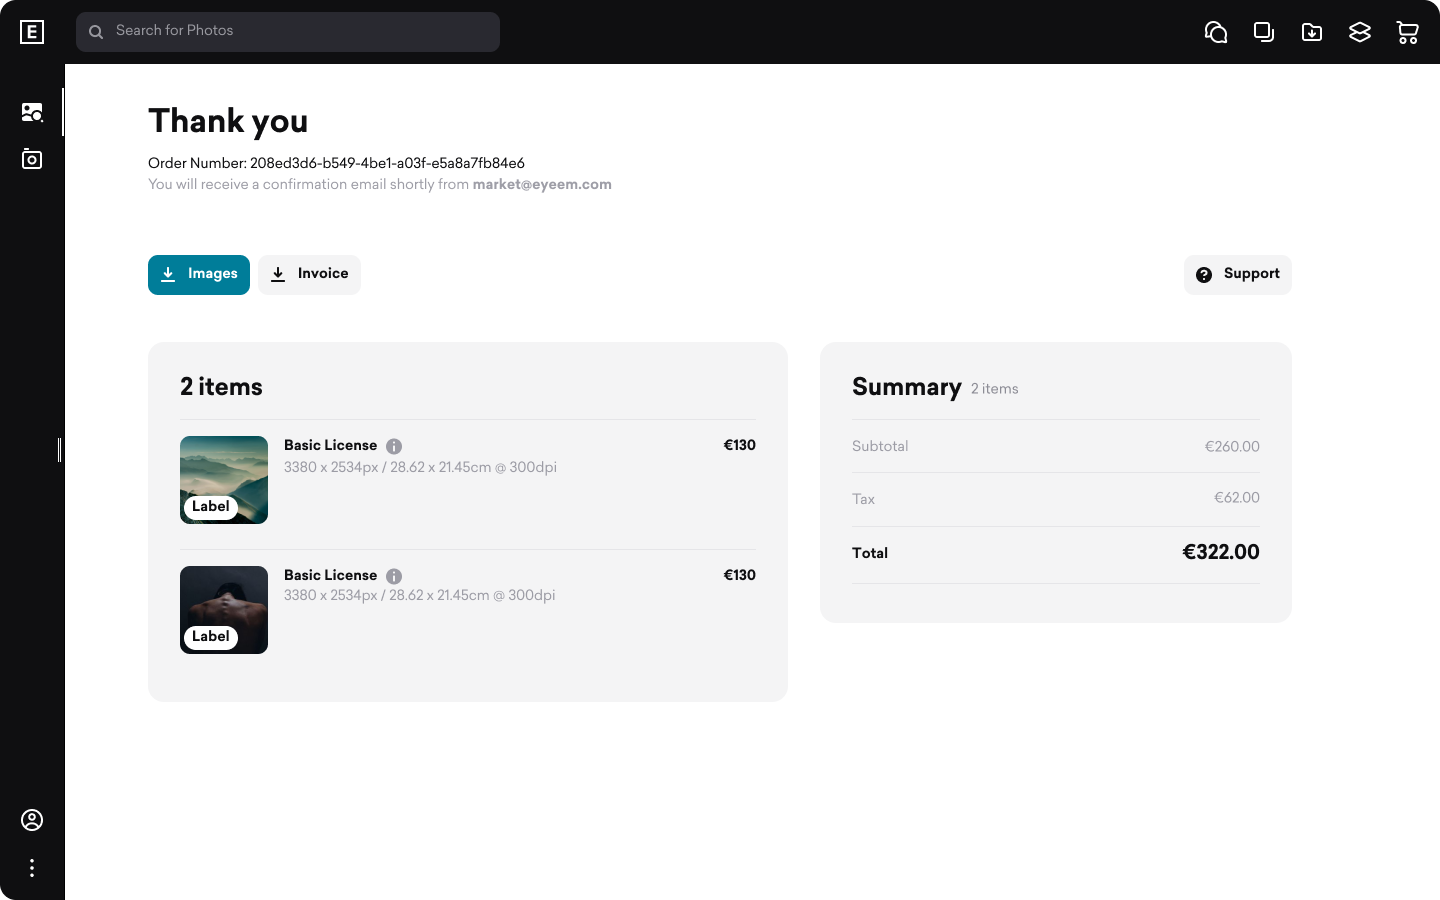 E
Search for Photos
Thank you
Order Number: 208ed3d6-b549-4be1-a03f-e5a8a7fb84e6
You will receive a confirmation email shortly from market@eyeem.com
Images
Invoice
Support
2 items
Basic License
€130
3380 x 2534px / 28.62 x 21.45cm @ 300dpi
Label
Basic License
€130
3380 x 2534px / 28.62 x 21.45cm @ 300dpi
Label
Summary 2 items
Subtotal €260.00
Tax €62.00
Total €322.00